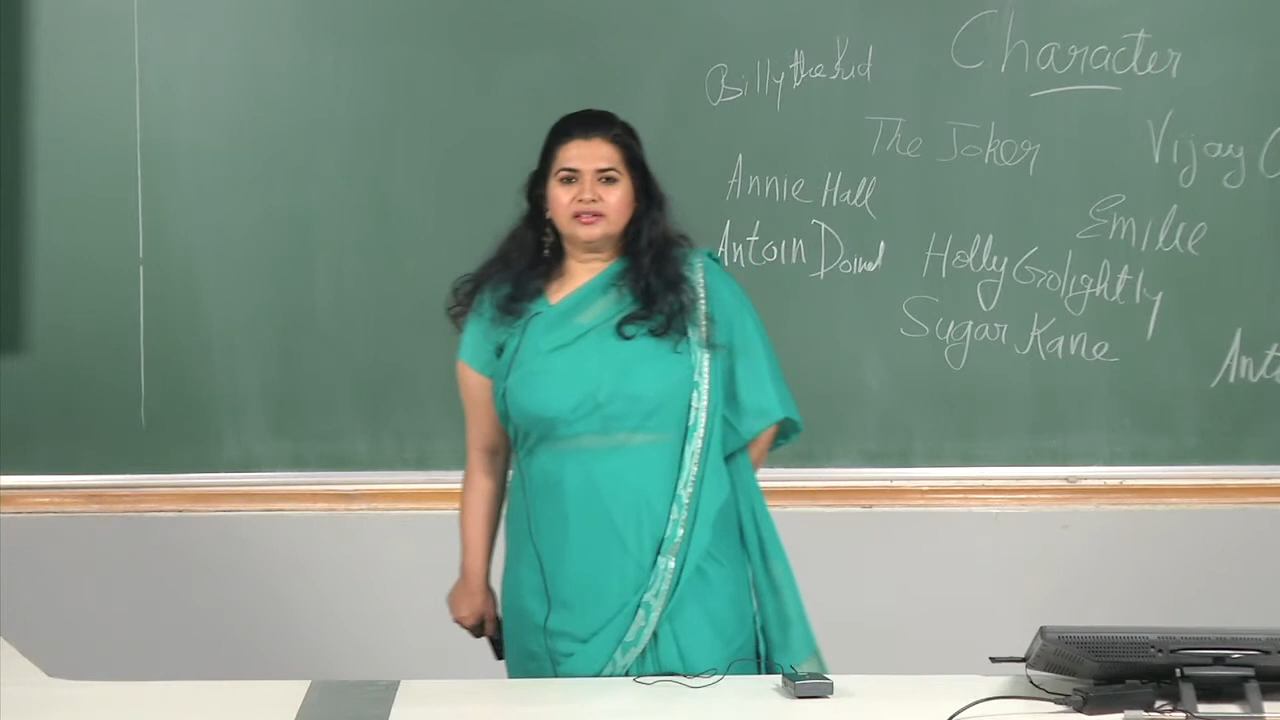 Character
Billy the Kid
The Joker
Vijay
Annie Hall
Emilie
Antoin Doinel
Holly Golightly
Sugar Kane